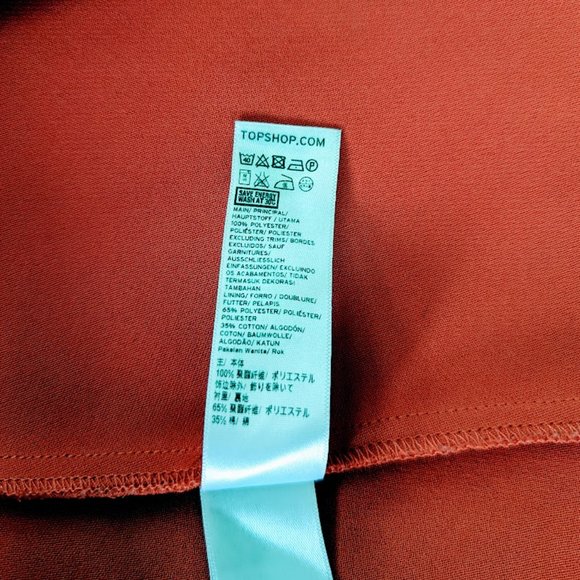 TOPSHOP.COM
40 P
SAVE ENERGY
WASH AT 30C
MAIN/ PRINCIPAL/
HAUPTSTOFF / UTAMA
100% POLYESTER/
POLIÉSTER/ POLIESTER
EXCLUDING TRIMS/ BORDES
EXCLUIDOS/ SAUF
GARNITURES/
AUSSCHLIESSLICH
EINFASSUNGEN/ EXCLUINDO
OS ACABAMENTOS/ TIDAK
TERMASUK DEKORASI
TAMBAHAN
LINING/ FORRO / DOUBLURE/
FUTTER/ PELAPIS
65% POLYESTER/ POLIÉSTER/
POLIESTER
35% COTTON/ ALGODÓN/
COTON/ BAUMWOLLE/
ALGODÃO/ KATUN
Pakaian Wanita/ Rok
主/ 本体
100% 聚酯纤维/ ポリエステル
饰边除外/ 飾りを除いて
衬里/ 裏地
65% 聚酯纤维/ ポリエステル
35% 棉/ 綿